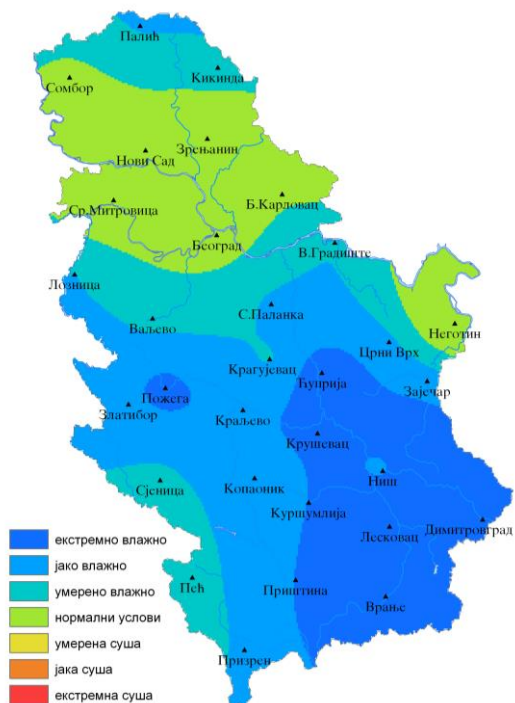 Палић
Кикинда
Сомбор
Зрењанин
Нови Сад
Б.Карловац
Ср.Митровица
Београд
В.Градиште
Лозница
С.Паланка
Ваљево
Неготин
Црни Врх
Крагујевац
Ћуприја
Зајечар
Пожега
Златибор
Краљево
Крушевац
Ниш
Сјеница
Копаоник
Куршумлија
Димитровград
Лесковац
Пећ
Приштина
Врање
Призрен
екстремно влажно
јако влажно
умерено влажно
нормални услови
умерена суша
јака суша
екстремна суша